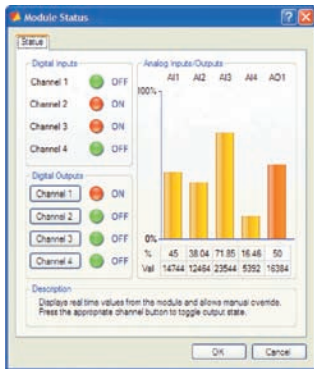 Module Status
Status
Digital Inputs
Channel 1 OFF
Channel 2 ON
Channel 3 ON
Channel 4 OFF
Digital Outputs
Channel 1 ON
Channel 2 OFF
Channel 3 OFF
Channel 4 OFF
Analog Inputs/Outputs
AI1 AI2 AI3 AI4 AO1
100%
0%
% 45 38.04 71.85 16.46 50
Val 14744 12464 23544 5392 16384
Description
Displays real time values from the module and allows manual override.
Press the appropriate channel button to toggle output state.
OK Cancel